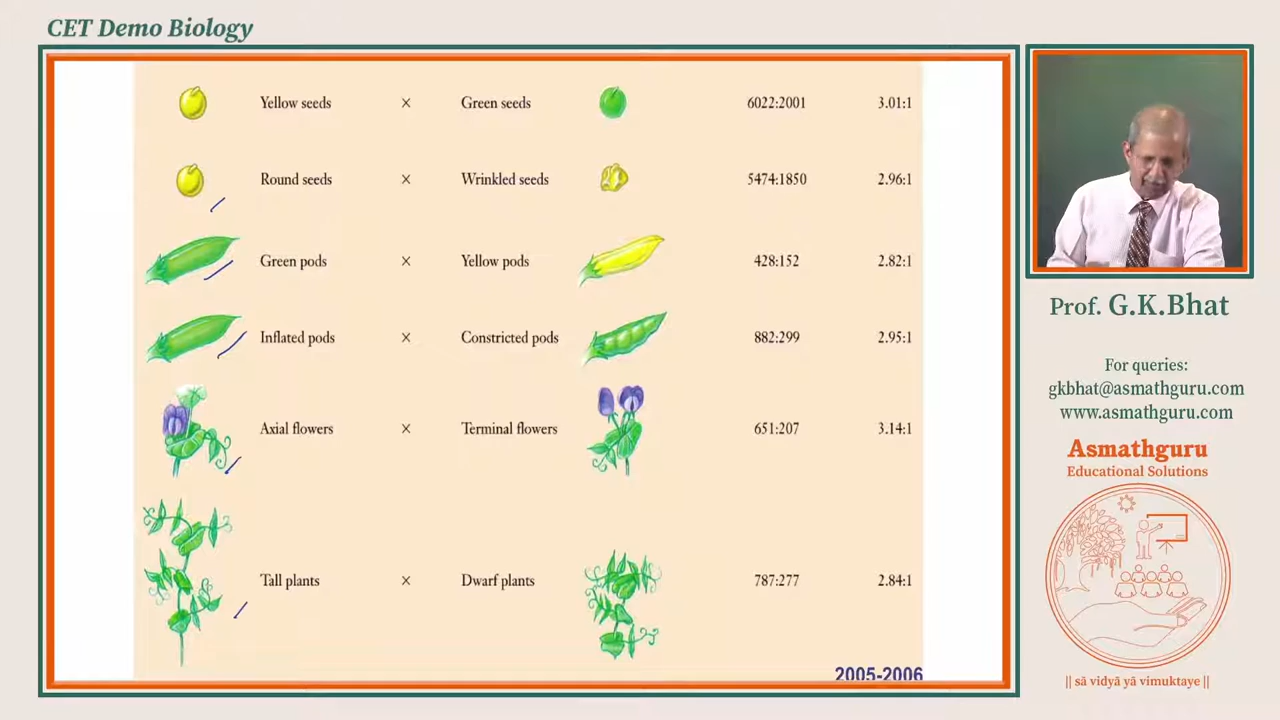 CET Demo Biology
Yellow seeds × Green seeds 6022:2001 3.01:1
Round seeds × Wrinkled seeds 5474:1850 2.96:1
Green pods × Yellow pods 428:152 2.82:1
Inflated pods × Constricted pods 882:299 2.95:1
Axial flowers × Terminal flowers 651:207 3.14:1
Tall plants × Dwarf plants 787:277 2.84:1
2005-2006
Prof. G.K.Bhat
For queries:
gkbhat@asmathguru.com
www.asmathguru.com
Asmathguru
Educational Solutions
|| sā vidyā yā vimuktaye ||